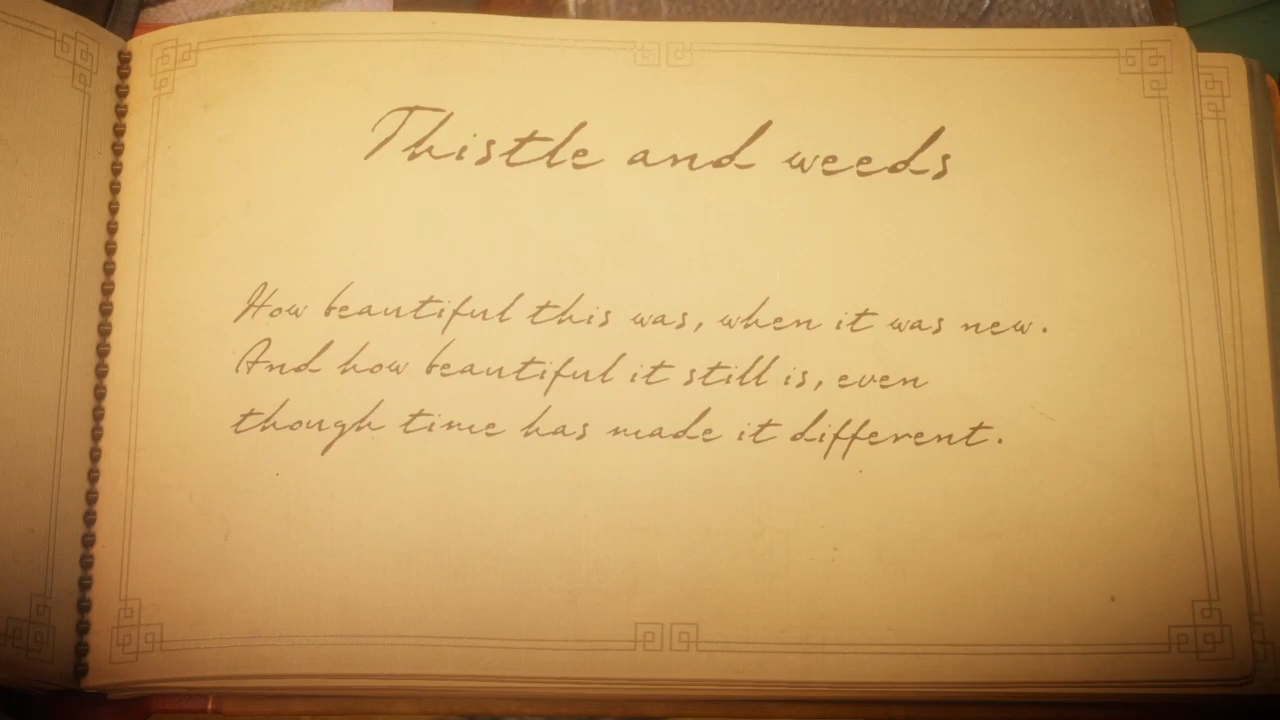 Thistle and weeds
How beautiful this was, when it was new.
And how beautiful it still is, even
though time has made it different.